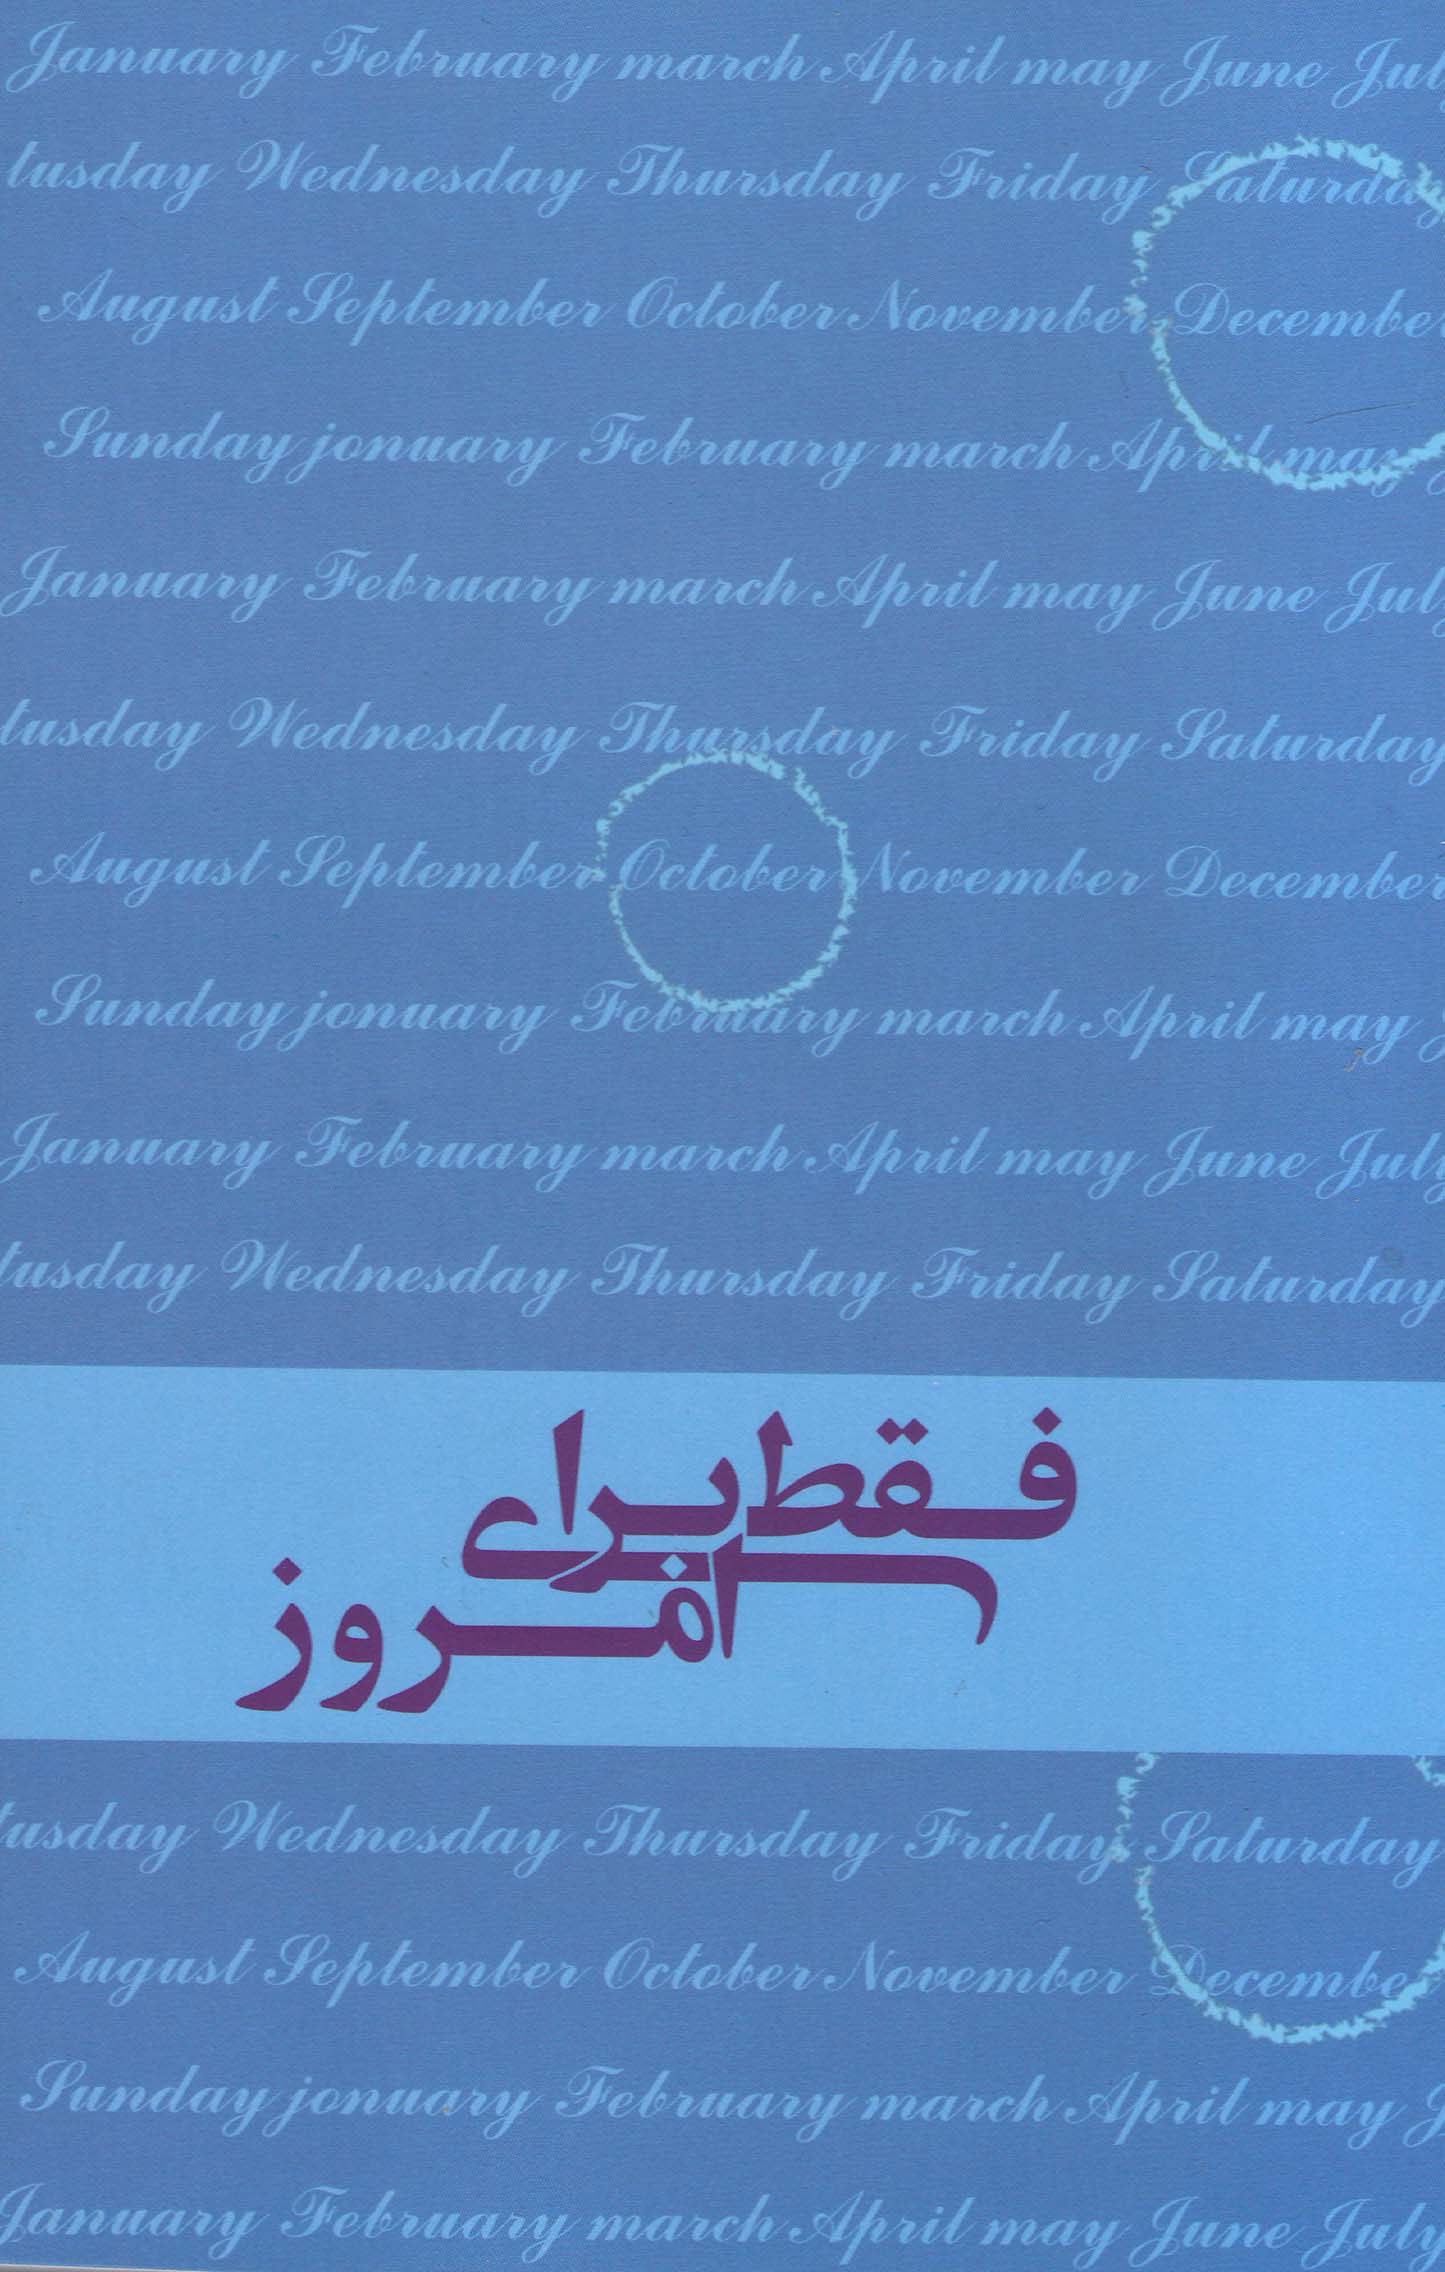 January February march April may June July
tusday Wednesday Thursday Friday Saturday
August September October November December
Sunday jonuary February march April may J
January February march April may June July
tusday Wednesday Thursday Friday Saturday
August September October November December
Sunday jonuary February march April may J
January February march April may June July
tusday Wednesday Thursday Friday Saturday
فقط برای
امروز
tusday Wednesday Thursday Friday Saturday
August September October November December
Sunday jonuary February march April may J
January February march April may June July